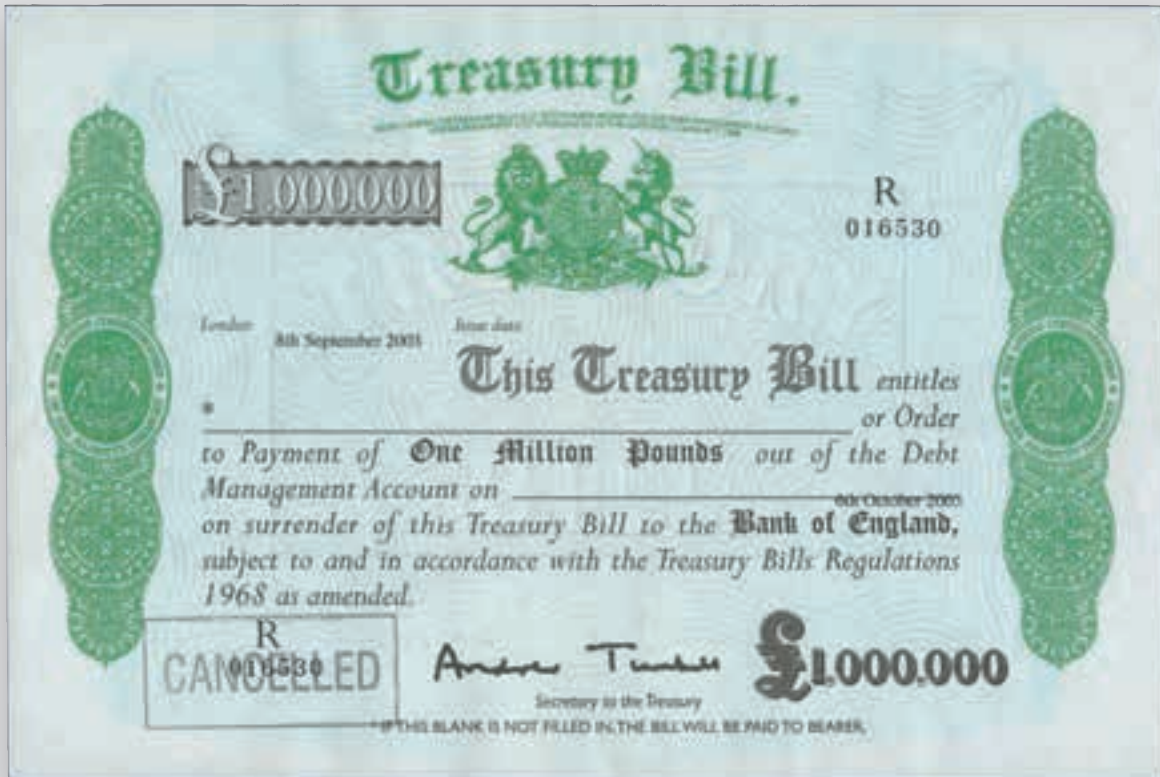 Treasury Bill.
£1.000.000
R
016530
London 8th September 2003 Issue date
This Treasury Bill entitles
* or Order
to Payment of One Million Pounds out of the Debt
Management Account on 6th October 2003
on surrender of this Treasury Bill to the Bank of England,
subject to and in accordance with the Treasury Bills Regulations
1968 as amended.
R
016530
CANCELLED
£1.000.000
Secretary to the Treasury
* IF THIS BLANK IS NOT FILLED IN, THE BILL WILL BE PAID TO BEARER.